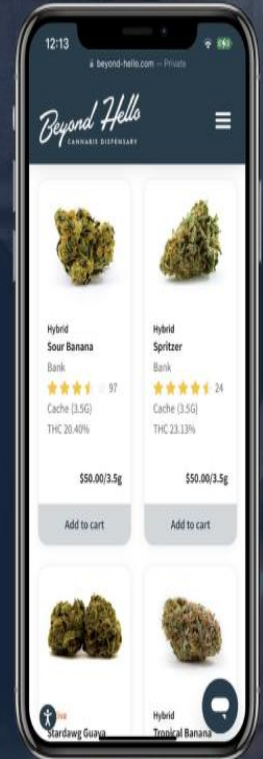 12:13
beyond-hello.com — Private
Beyond Hello
CANNABIS DISPENSARY
Hybrid
Sour Banana
Bank
97
Cache (3.5G)
THC 20.40%
$50.00/3.5g
Add to cart
Hybrid
Spritzer
Bank
24
Cache (3.5G)
THC 23.13%
$50.00/3.5g
Add to cart
Stardawg Guava
Hybrid
Tropical Banana